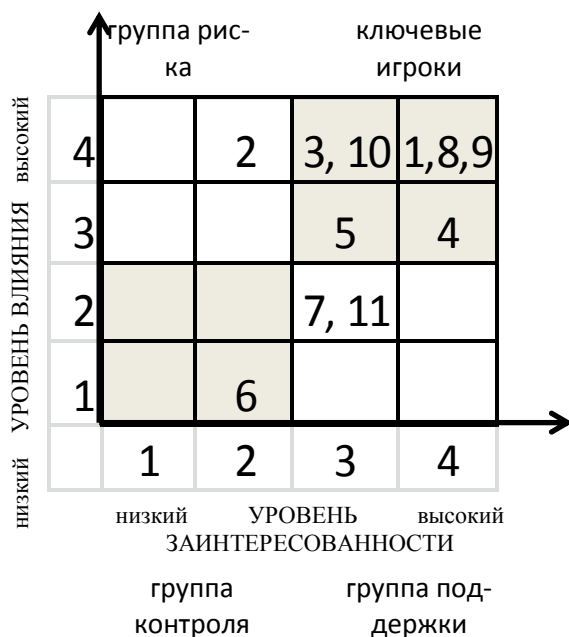 группа рис-
ка
ключевые
игроки
высокий
УРОВЕНЬ ВЛИЯНИЯ
низкий
4 2 3, 10 1,8,9
3 5 4
2 7, 11
1 6
1 2 3 4
низкий УРОВЕНЬ высокий
ЗАИНТЕРЕСОВАННОСТИ
группа
контроля
группа под-
держки